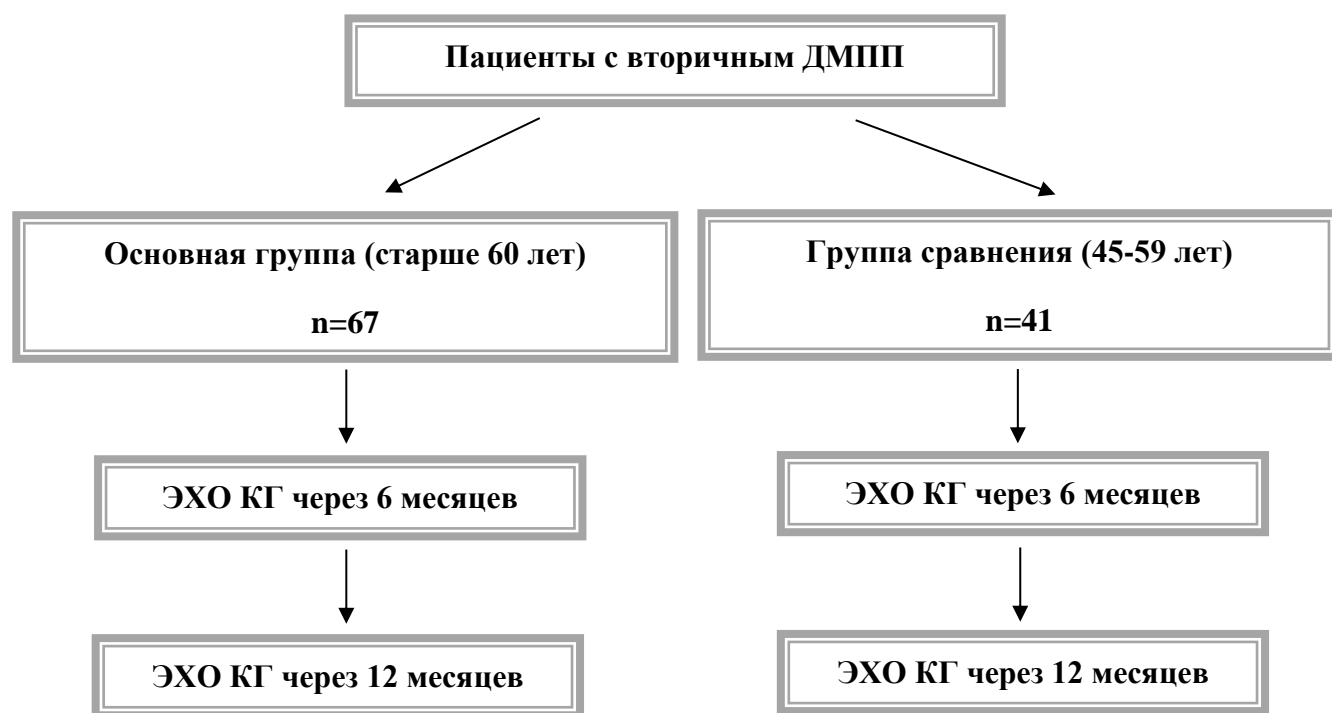 Пациенты с вторичным ДМПП
Основная группа (старше 60 лет)
n=67
Группа сравнения (45-59 лет)
n=41
ЭХО КГ через 6 месяцев
ЭХО КГ через 6 месяцев
ЭХО КГ через 12 месяцев
ЭХО КГ через 12 месяцев